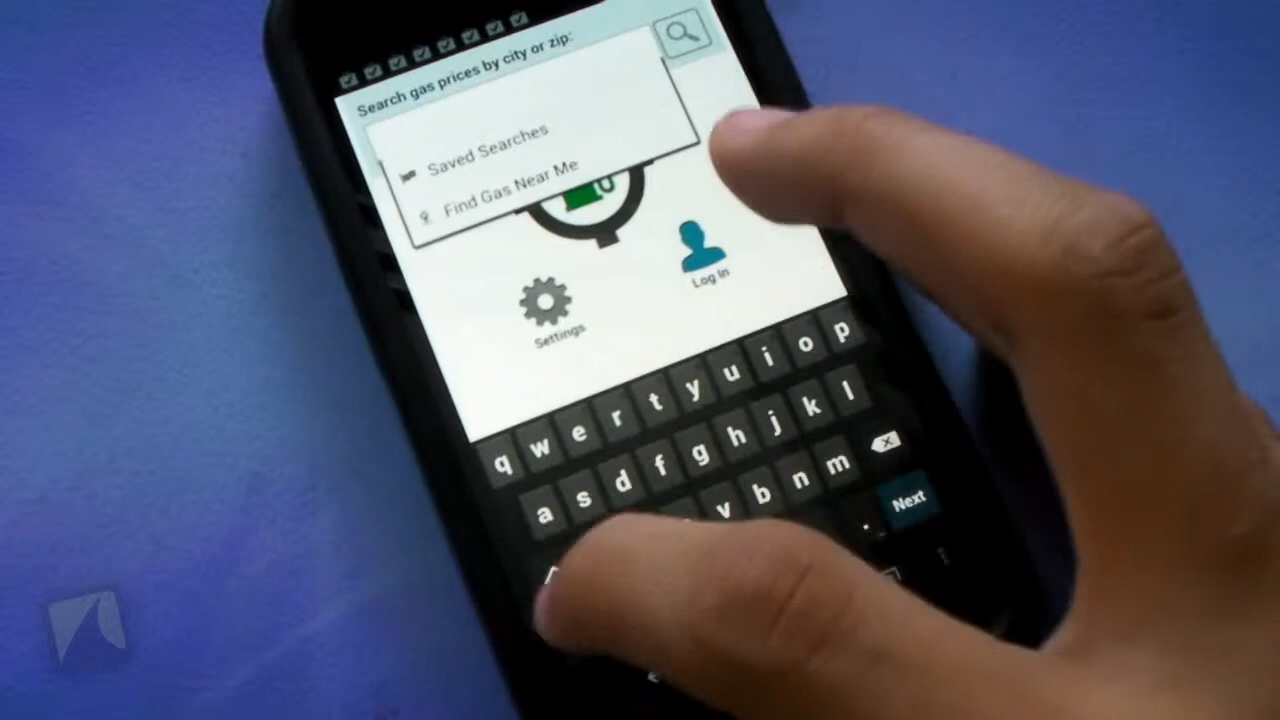 Search gas prices by city or zip:
Saved Searches
Find Gas Near Me
Log In
Settings
q w e r t y u i o p
a s d f g h j k l
v b n m
. Next